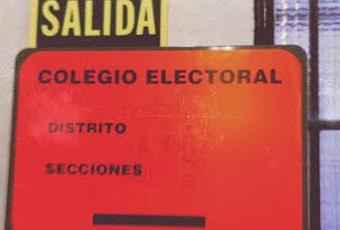 SALIDA
COLEGIO ELECTORAL
DISTRITO
SECCIONES